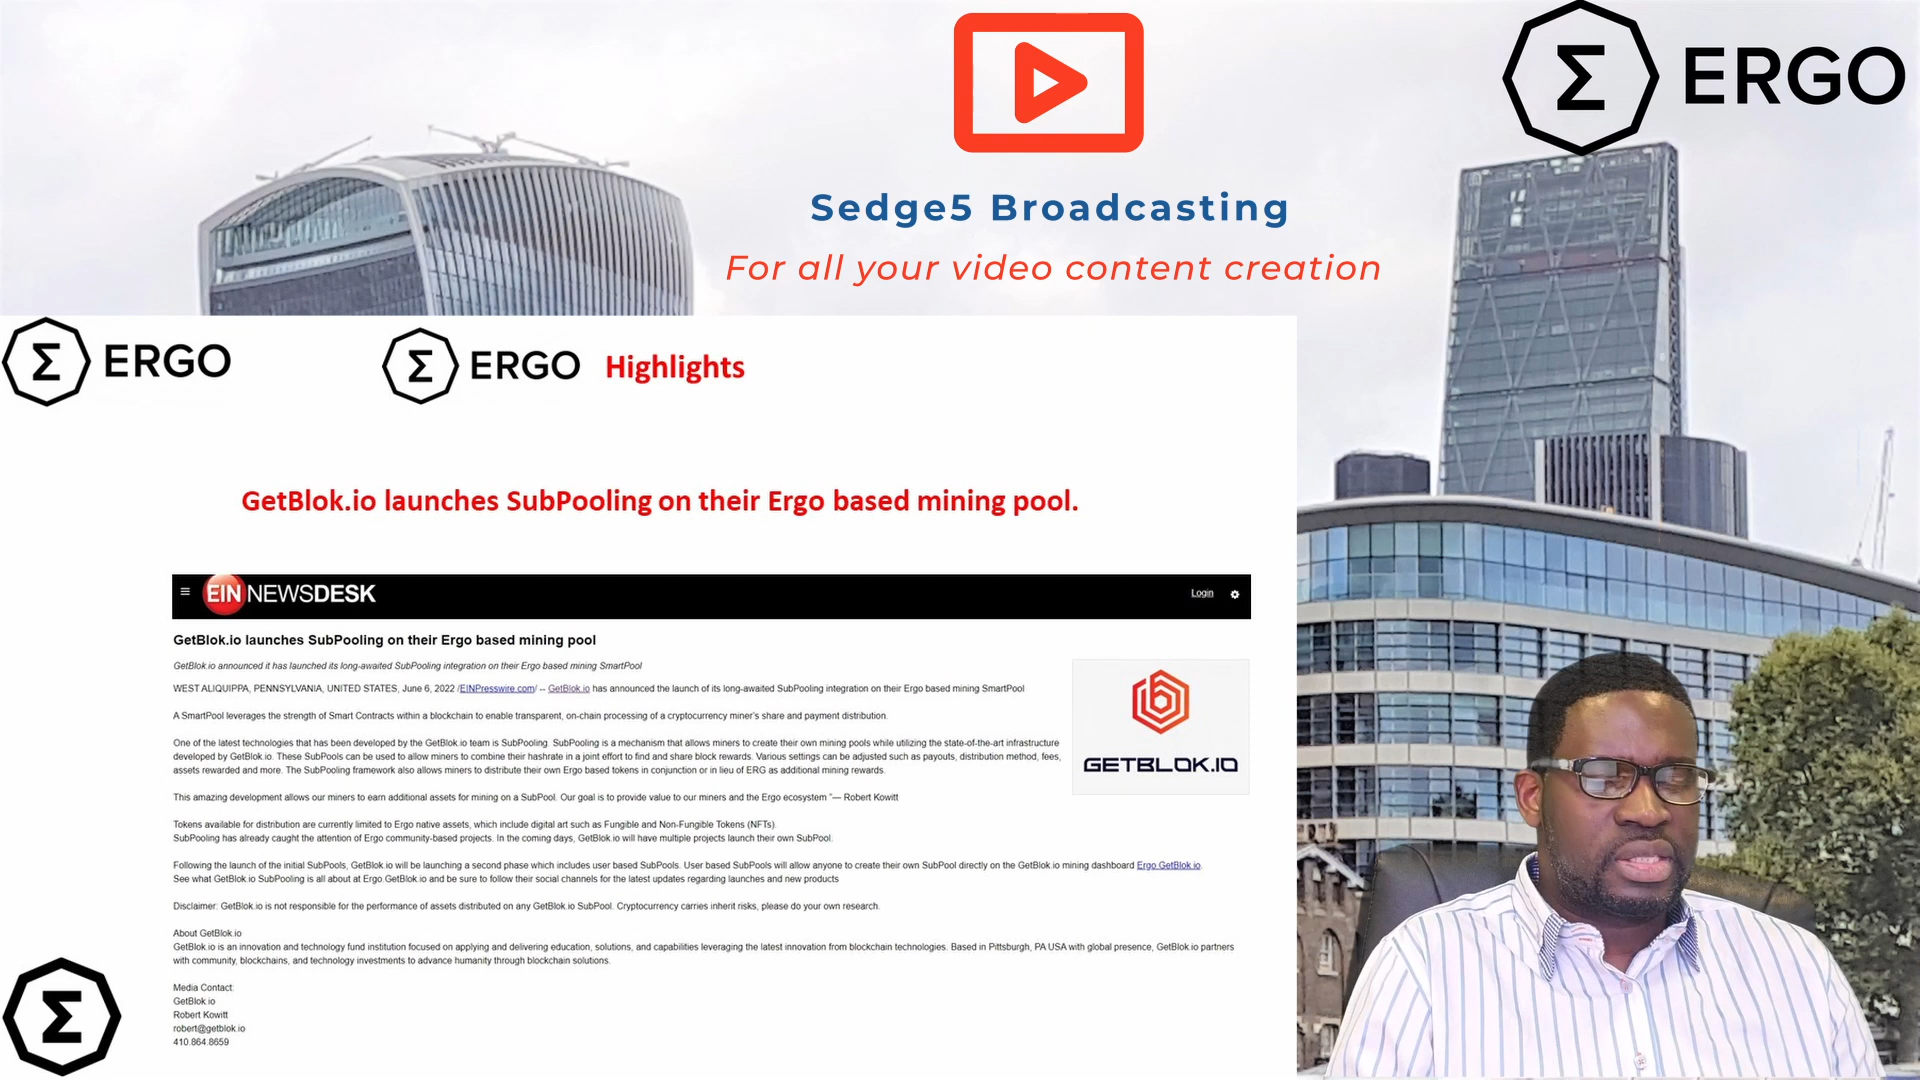 Σ ERGO
Sedge5 Broadcasting
For all your video content creation
Σ ERGO
Σ ERGO Highlights
GetBlok.io launches SubPooling on their Ergo based mining pool.
EIN NEWSDESK
Login
GetBlok.io launches SubPooling on their Ergo based mining pool
GetBlok.io announced it has launched its long-awaited SubPooling integration on their Ergo based mining SmartPool
WEST ALIQUIPPA, PENNSYLVANIA, UNITED STATES, June 6, 2022 /EINPresswire.com/ -- GetBlok.io has announced the launch of its long-awaited SubPooling integration on their Ergo based mining SmartPool
A SmartPool leverages the strength of Smart Contracts within a blockchain to enable transparent, on-chain processing of a cryptocurrency miner's share and payment distribution.
One of the latest technologies that has been developed by the GetBlok.io team is SubPooling. SubPooling is a mechanism that allows miners to create their own mining pools while utilizing the state-of-the-art infrastructure
developed by GetBlok.io. These SubPools can be used to allow miners to combine their hashrate in a joint effort to find and share block rewards. Various settings can be adjusted such as payouts, distribution method, fees,
assets rewarded and more. The SubPooling framework also allows miners to distribute their own Ergo based tokens in conjunction or in lieu of ERG as additional mining rewards.
GETBLOK.IO
This amazing development allows our miners to earn additional assets for mining on a SubPool. Our goal is to provide value to our miners and the Ergo ecosystem "— Robert Kowitt
Tokens available for distribution are currently limited to Ergo native assets, which include digital art such as Fungible and Non-Fungible Tokens (NFTs).
SubPooling has already caught the attention of Ergo community-based projects. In the coming days, GetBlok.io will have multiple projects launch their own SubPool.
Following the launch of the initial SubPools, GetBlok.io will be launching a second phase which includes user based SubPools. User based SubPools will allow anyone to create their own SubPool directly on the GetBlok.io mining dashboard Ergo.GetBlok.io.
See what GetBlok.io SubPooling is all about at Ergo.GetBlok.io and be sure to follow their social channels for the latest updates regarding launches and new products
Disclaimer: GetBlok.io is not responsible for the performance of assets distributed on any GetBlok.io SubPool. Cryptocurrency carries inherit risks, please do your own research.
About GetBlok.io
GetBlok.io is an innovation and technology fund institution focused on applying and delivering education, solutions, and capabilities leveraging the latest innovation from blockchain technologies. Based in Pittsburgh, PA USA with global presence, GetBlok.io partners
with community, blockchains, and technology investments to advance humanity through blockchain solutions.
Media Contact:
GetBlok.io
Robert Kowitt
robert@getblok.io
410.864.8659
Σ